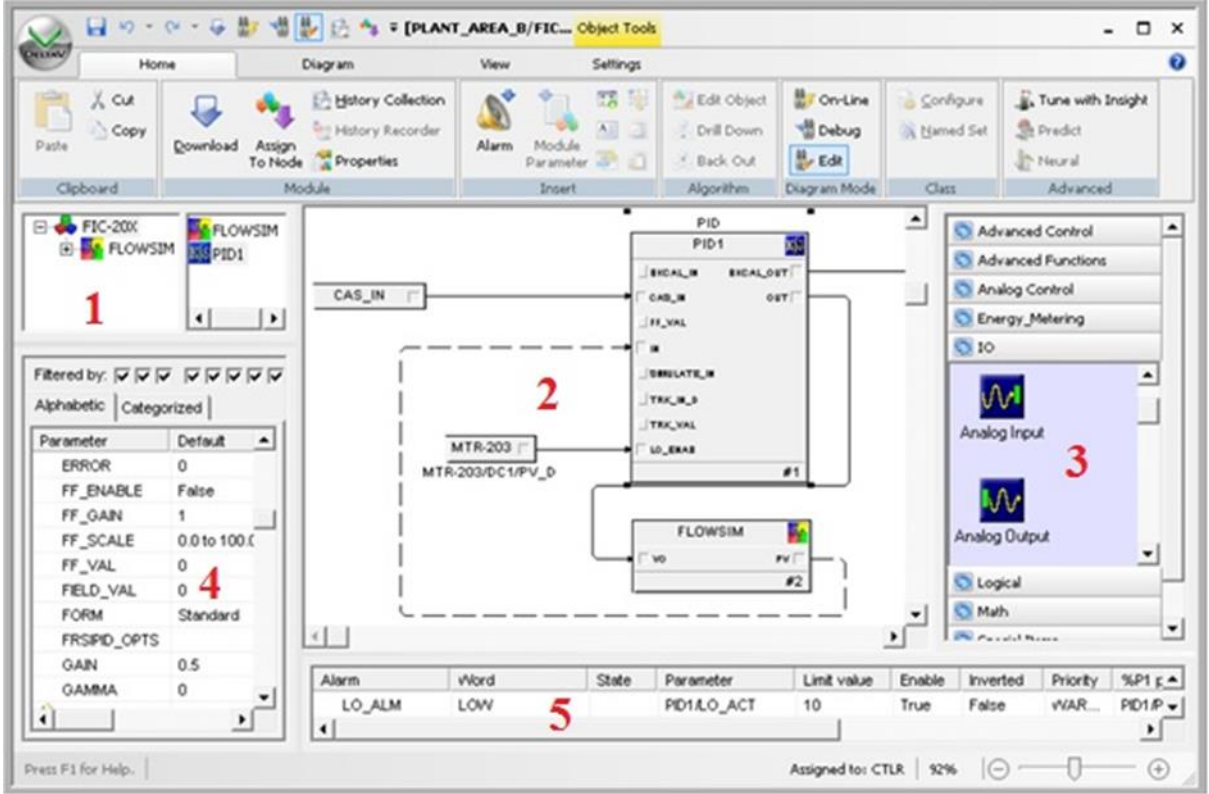 [PLANT_AREA_B/FIC... Object Tools
DELTAV
Home Diagram View Settings
Cut
Copy
Paste
Clipboard
Download
Assign To Node
History Collection
History Recorder
Properties
Module
Alarm
Module Parameter
Insert
Edit Object
Drill Down
Back Out
Algorithm
On-Line
Debug
Edit
Diagram Mode
Configure
Named Set
Class
Tune with Insight
Predict
Neural
Advanced
FIC-20X
FLOWSIM
1
FLOWSIM
PID1
Filtered by:
Alphabetic Categorized
Parameter Default
ERROR 0
FF_ENABLE False
FF_GAIN 1
FF_SCALE 0.0 to 100.0
FF_VAL 0
FIELD_VAL 0
4
FORM Standard
FRSIPID_OPTS
GAIN 0.5
GAMMA 0
PID
PID1
BKCAL_IN BKCAL_OUT
CAS_IN
CAS_IN OUT
FF_VAL
IN
SIMULATE_IN
2
TRK_IN_D
TRK_VAL
MTR-203
LO_ENAB
MTR-203/DC1/PV_D
#1
FLOWSIM
VO PV
#2
Advanced Control
Advanced Functions
Analog Control
Energy_Metering
IO
Analog Input
3
Analog Output
Logical
Math
Alarm Word State Parameter Limit value Enable Inverted Priority %P1 p
LO_ALM LOW PID1/LO_ACT 10 True False WAR... PID1/P
5
Press F1 for Help.
Assigned to: CTLR 92%